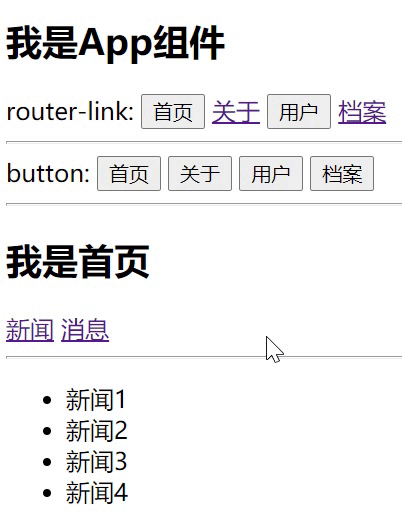 我是App组件
router-link: 首页 关于 用户 档案
button: 首页 关于 用户 档案
我是首页
新闻 消息
• 新闻1
• 新闻2
• 新闻3
• 新闻4